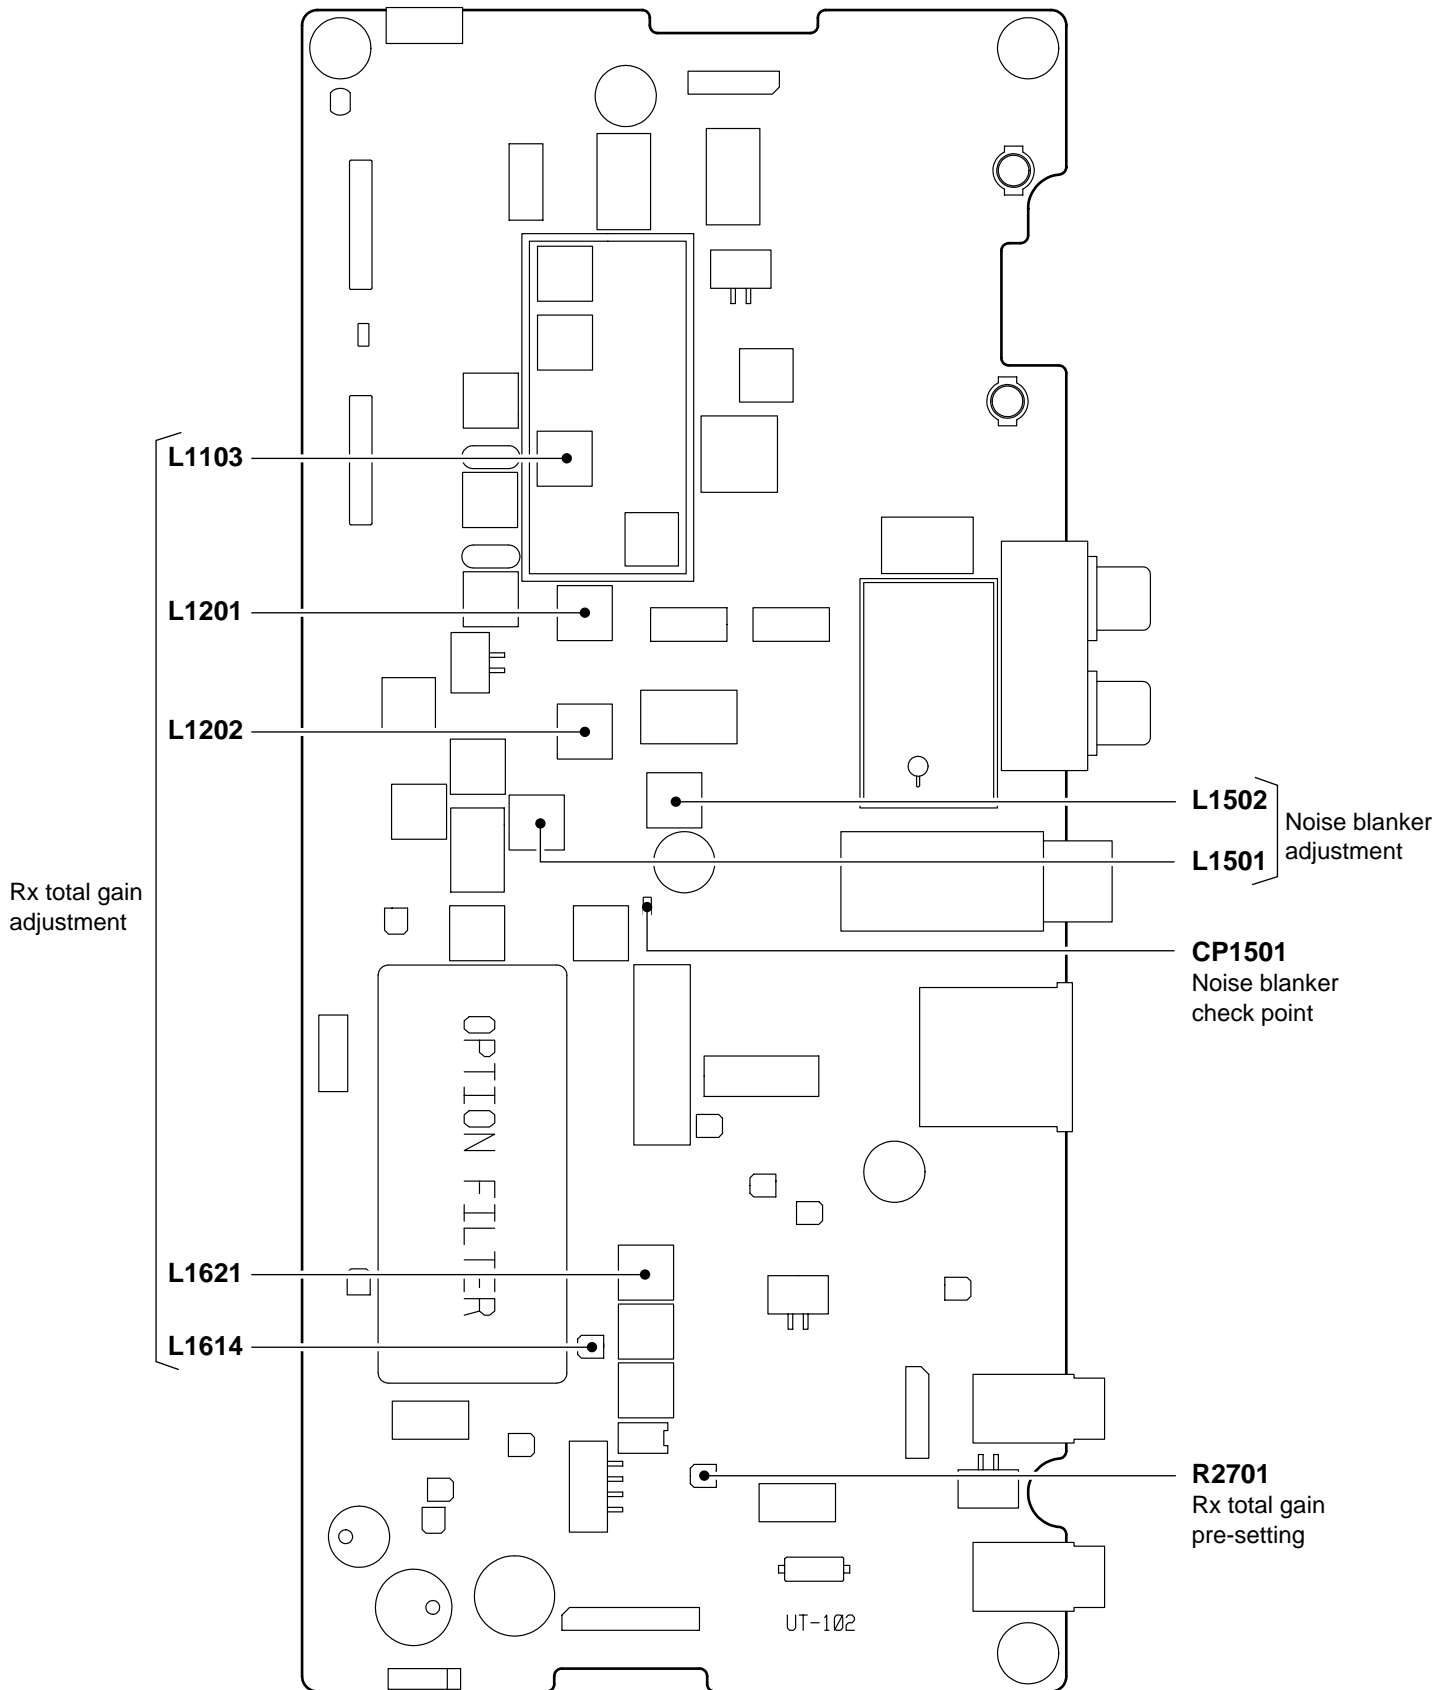 L1103
L1201
L1202
L1502
L1501
Noise blanker
adjustment
Rx total gain
adjustment
CP1501
Noise blanker
check point
OPTION FILTER
L1621
L1614
R2701
Rx total gain
pre-setting
UT-102